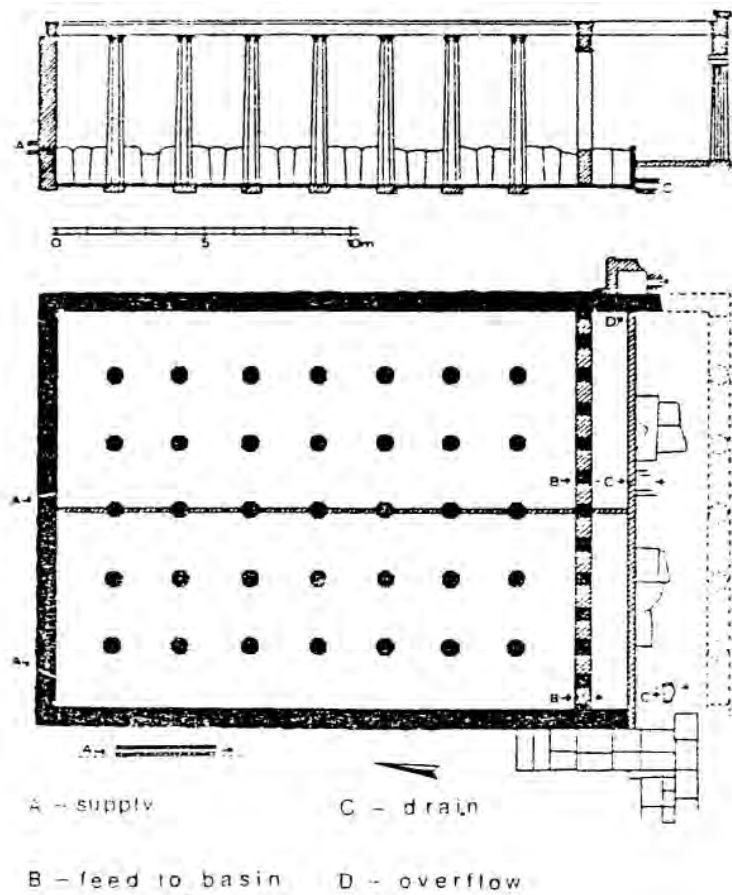 A
C
0 5 10m
D
B C
A
A
B C
A
A – supply C – drain
B – feed to basin D – overflow